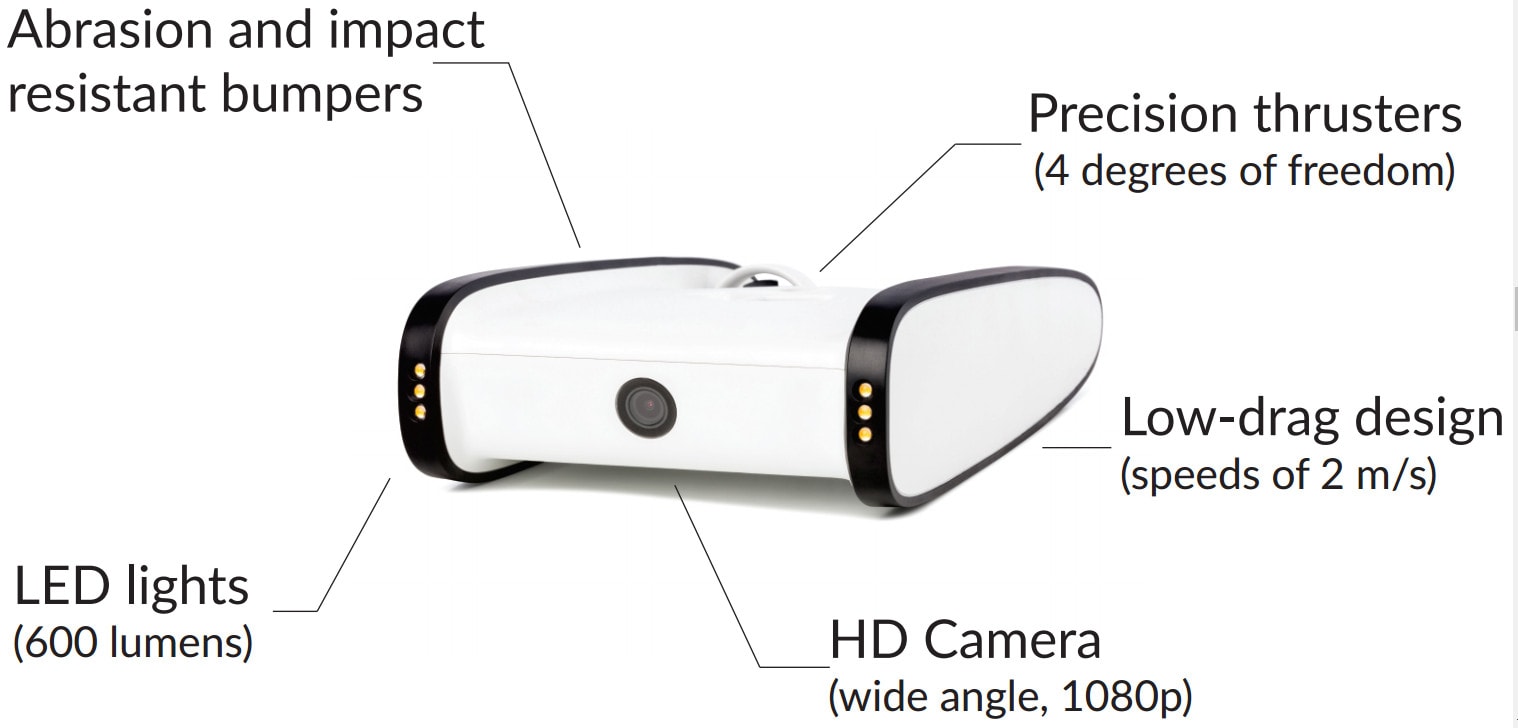 Abrasion and impact
resistant bumpers
Precision thrusters
(4 degrees of freedom)
Low-drag design
(speeds of 2 m/s)
LED lights
(600 lumens)
HD Camera
(wide angle, 1080p)